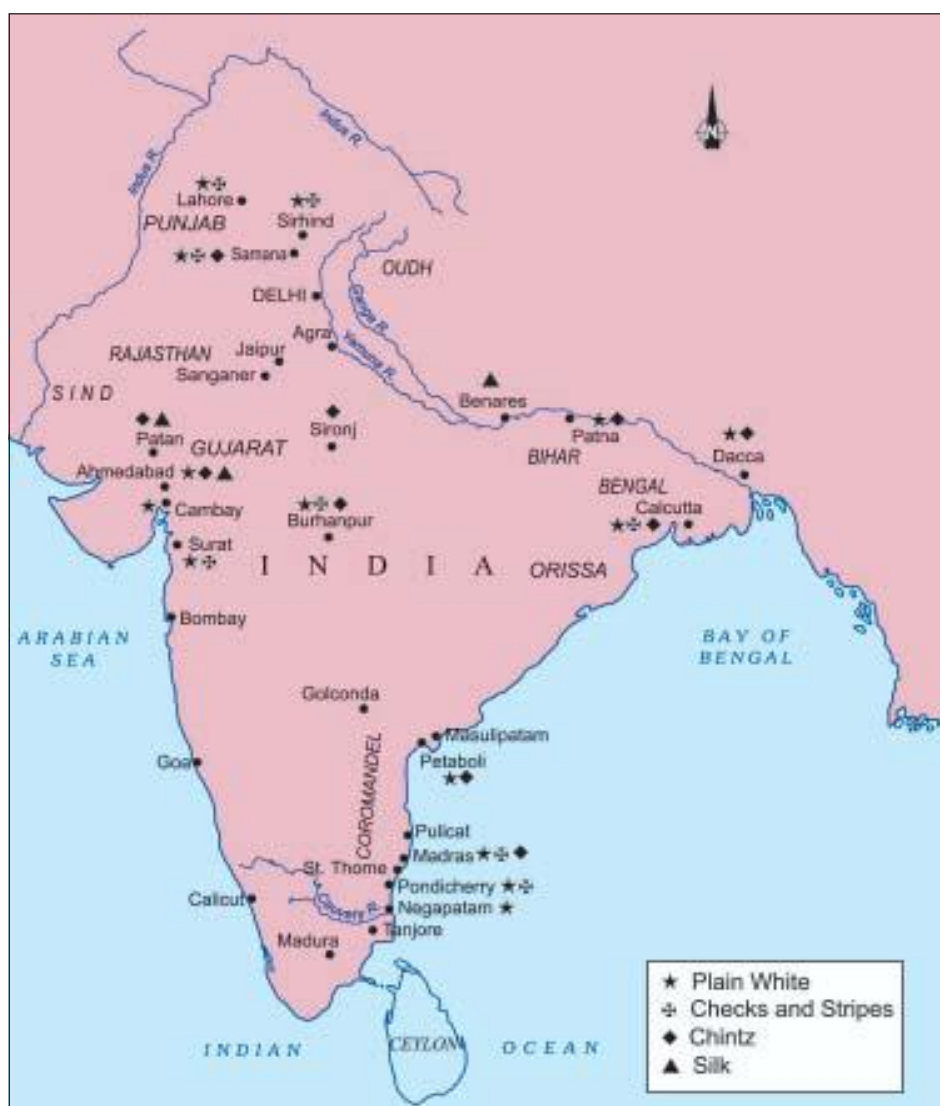 N
Indus R.
Indus R.
Lahore
PUNJAB
Sirhind
Samana
OUDH
DELHI
Ganga R.
Agra
Yamuna R.
Jaipur
RAJASTHAN
Sanganer
SIND
Benares
Patan
GUJARAT
Sironj
Patna
BIHAR
Dacca
Ahmedabad
BENGAL
Cambay
Burhanpur
Calcutta
Surat
INDIA
ORISSA
Bombay
ARABIAN
SEA
BAY OF
BENGAL
Golconda
Masulipatam
Petaboli
Goa
COROMANDEL
Pulicat
Madras
St. Thome
Pondicherry
Calicut
Cauvery R.
Negapatam
Tanjore
Madura
Plain White
Checks and Stripes
Chintz
Silk
INDIAN
CEYLON
OCEAN